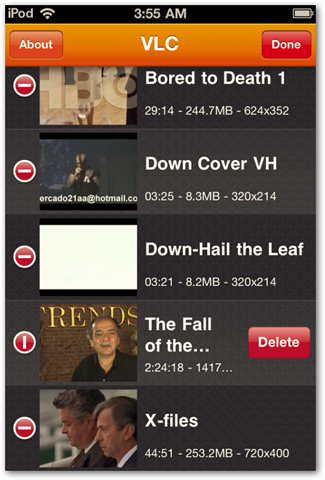 iPod 3:55 AM
About VLC Done
HBO
Bored to Death 1
29:14 - 244.7MB - 624x352
Down Cover VH
ercado21aa@hotmail.com
03:25 - 8.3MB - 320x214
Down-Hail the Leaf
03:21 - 8.2MB - 320x214
TRENDS
The Fall
of the...
Delete
2:24:18 - 1417...
X-files
44:51 - 253.2MB - 720x400